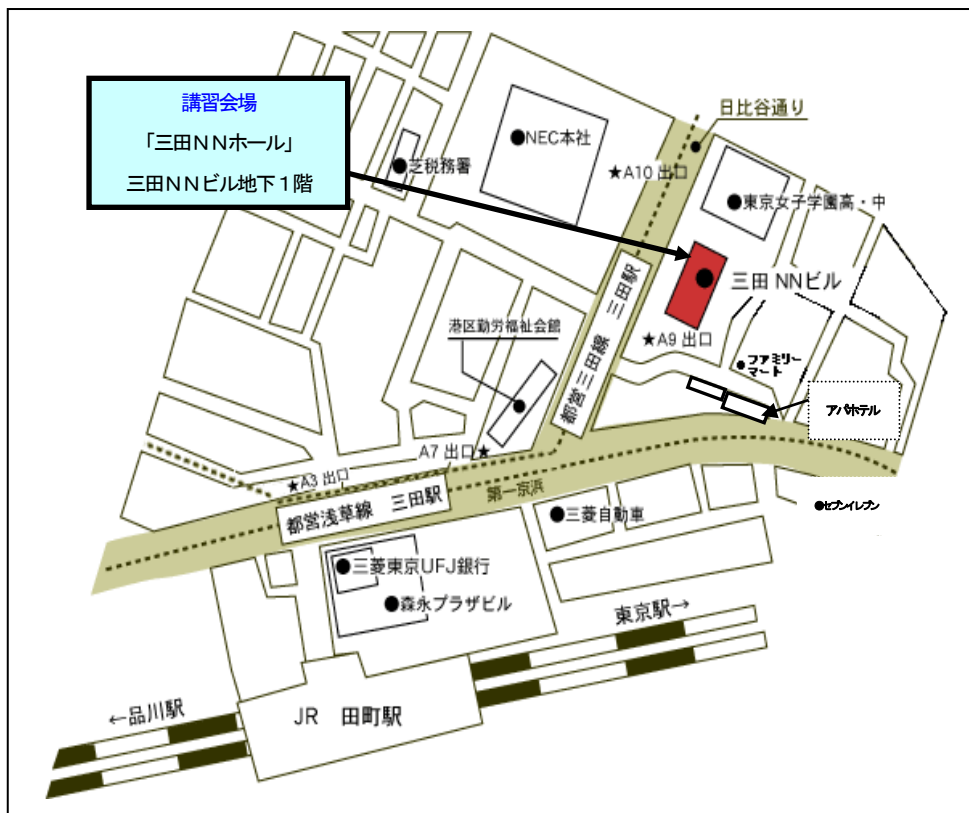 講習会場
「三田NNホール」
三田NNビル地下1階
日比谷通り
●NEC本社
★A10 出口
●芝税務署
●東京女子学園高・中
三田 NNビル
都営三田線 三田駅
★A9 出口
港区勤労福祉会館
ファミリー
マート
アパホテル
A7 出口★
★A3 出口
都営浅草線 三田駅
第一京浜
●セブンイレブン
●三菱自動車
●三菱東京UFJ銀行
●森永プラザビル
東京駅→
←品川駅
JR 田町駅